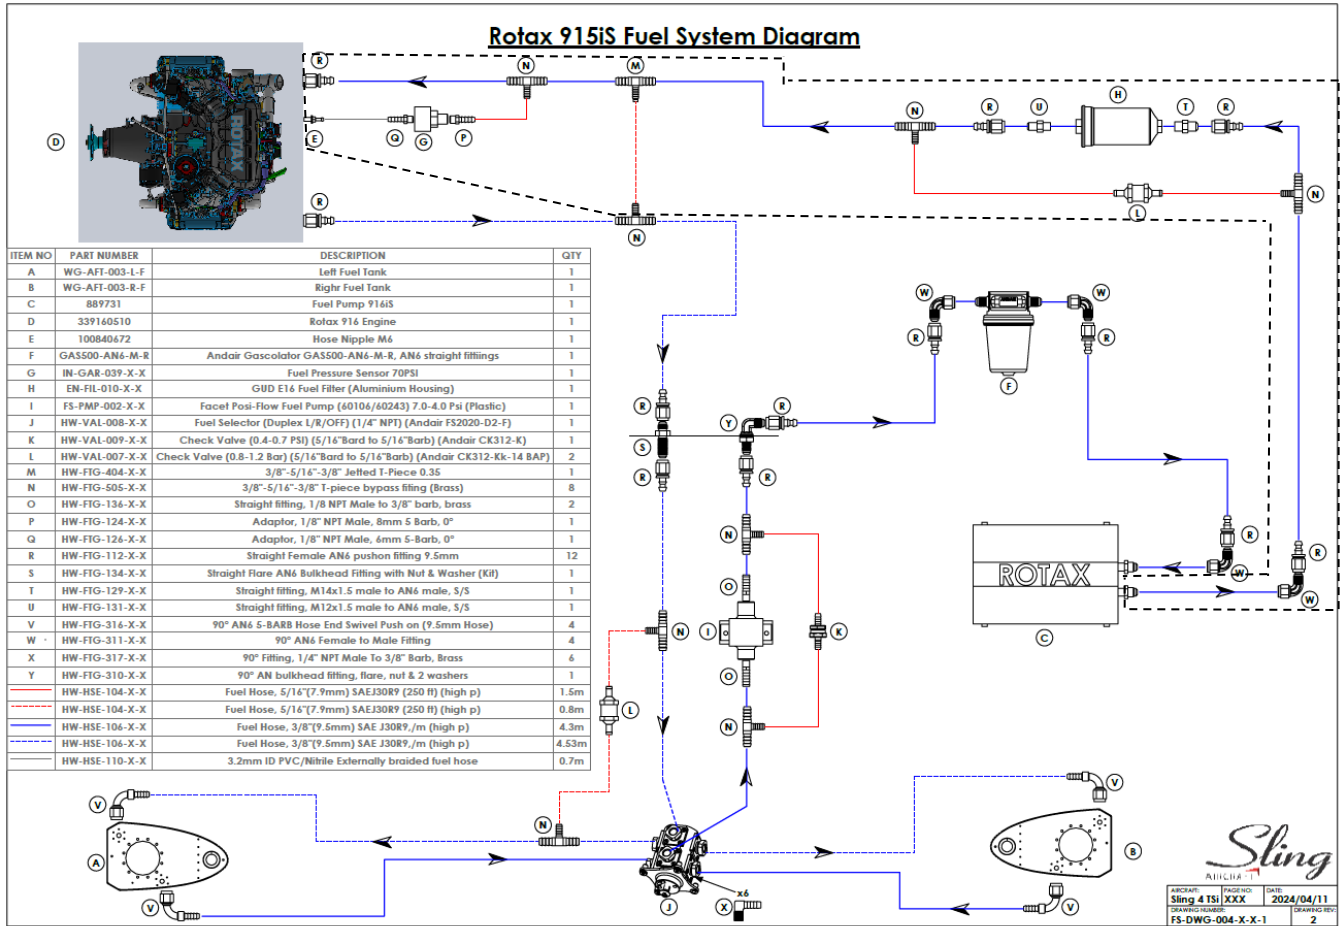 Rotax 915iS Fuel System Diagram
R
N
M
N
R
U
H
T
R
D
E
Q
G
P
ROTAX
R
N
L
N
ITEM NO PART NUMBER DESCRIPTION QTY
A WG-AFT-003-L-F Left Fuel Tank 1
B WG-AFT-003-R-F Righr Fuel Tank 1
C 889731 Fuel Pump 916iS 1
D 339160510 Rotax 916 Engine 1
E 100840672 Hose Nipple M6 1
F GAS500-AN6-M-R Andair Gascolator GAS500-AN6-M-R, AN6 straight fittiings 1
G IN-GAR-039-X-X Fuel Pressure Sensor 70PSI 1
H EN-FIL-010-X-X GUD E16 Fuel Filter (Aluminium Housing) 1
I FS-PMP-002-X-X Facet Posi-Flow Fuel Pump (60106/60243) 7.0-4.0 Psi (Plastic) 1
J HW-VAL-008-X-X Fuel Selector (Duplex L/R/OFF) (1/4" NPT) (Andair FS2020-D2-F) 1
K HW-VAL-009-X-X Check Valve (0.4-0.7 PSI) (5/16"Bard to 5/16"Barb) (Andair CK312-K) 1
L HW-VAL-007-X-X Check Valve (0.8-1.2 Bar) (5/16"Bard to 5/16"Barb) (Andair CK312-Kk-14 BAP) 2
M HW-FTG-404-X-X 3/8"-5/16"-3/8" Jetted T-Piece 0.35 1
N HW-FTG-505-X-X 3/8"-5/16"-3/8" T-piece bypass fiting (Brass) 8
O HW-FTG-136-X-X Straight fitting, 1/8 NPT Male to 3/8" barb, brass 2
P HW-FTG-124-X-X Adaptor, 1/8" NPT Male, 8mm 5 Barb, 0° 1
Q HW-FTG-126-X-X Adaptor, 1/8" NPT Male, 6mm 5-Barb, 0° 1
R HW-FTG-112-X-X Straight Female AN6 pushon fitting 9.5mm 12
S HW-FTG-134-X-X Straight Flare AN6 Bulkhead Fitting with Nut & Washer (Kit) 1
T HW-FTG-129-X-X Straight fitting, M14x1.5 male to AN6 male, S/S 1
U HW-FTG-131-X-X Straight fitting, M12x1.5 male to AN6 male, S/S 1
V HW-FTG-316-X-X 90° AN6 5-BARB Hose End Swivel Push on (9.5mm Hose) 4
W HW-FTG-311-X-X 90° AN6 Female to Male Fitting 4
X HW-FTG-317-X-X 90° Fitting, 1/4" NPT Male To 3/8" Barb, Brass 6
Y HW-FTG-310-X-X 90° AN bulkhead fitting, flare, nut & 2 washers 1
HW-HSE-104-X-X Fuel Hose, 5/16"(7.9mm) SAEJ30R9 (250 ft) (high p) 1.5m
HW-HSE-104-X-X Fuel Hose, 5/16"(7.9mm) SAEJ30R9 (250 ft) (high p) 0.8m
HW-HSE-106-X-X Fuel Hose, 3/8"(9.5mm) SAE J30R9,/m (high p) 4.3m
HW-HSE-106-X-X Fuel Hose, 3/8"(9.5mm) SAE J30R9,/m (high p) 4.53m
HW-HSE-110-X-X 3.2mm ID PVC/Nitrile Externally braided fuel hose 0.7m
W
W
R
R
F
R
Y
R
S
R
R
N
R
R
O
ROTAX
W
W
N
I
K
C
O
L
N
V
V
N
A
B
V
J
x6
X
V
Sling
AIRCRAFT
AIRCRAFT: PAGE NO: DATE:
Sling 4 TSi XXX 2024/04/11
DRAWING NUMBER: DRAWING REV:
FS-DWG-004-X-X-1 2